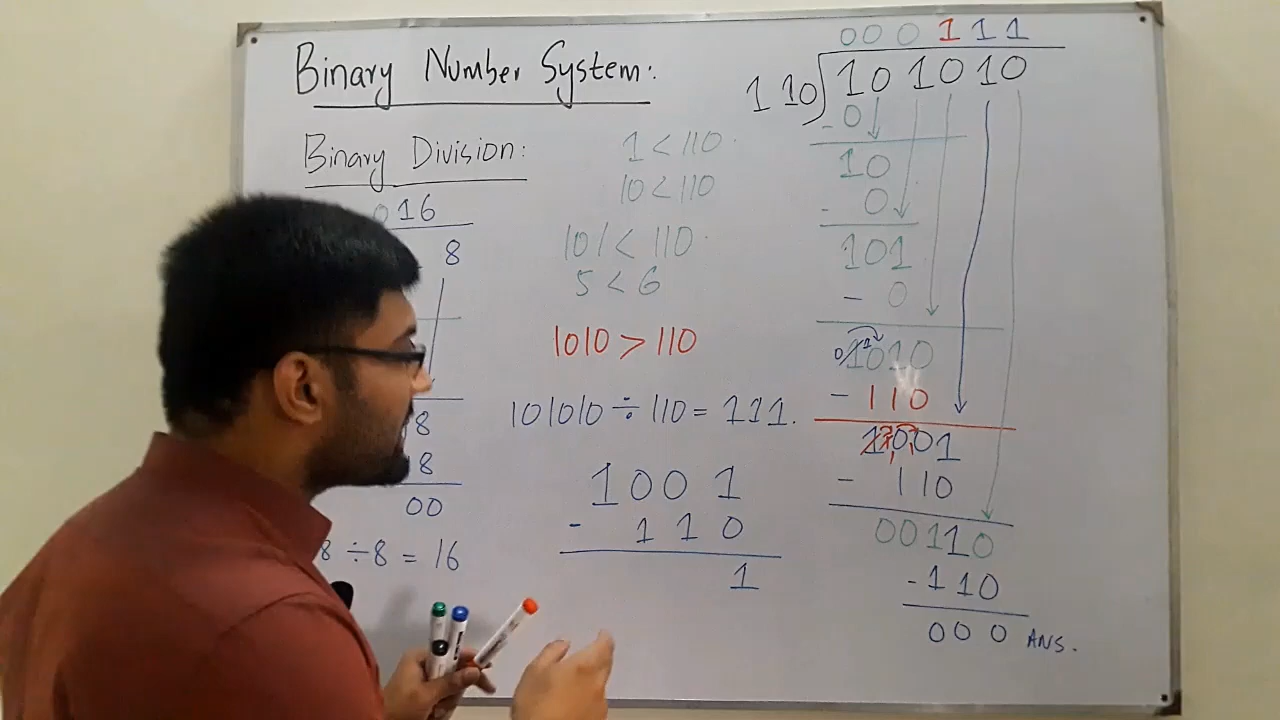 Binary Number System:
Binary Division:
016
8
8
8
00
8 ÷ 8 = 16
1 < 110
10 < 110
101 < 110
5 < 6
1010 > 110
101010 ÷ 110 = 111.
1001
- 110
1
000111
110 101010
- 0
10
- 0
101
- 0
1010
- 110
1001
- 110
00110
- 110
000 ANS.